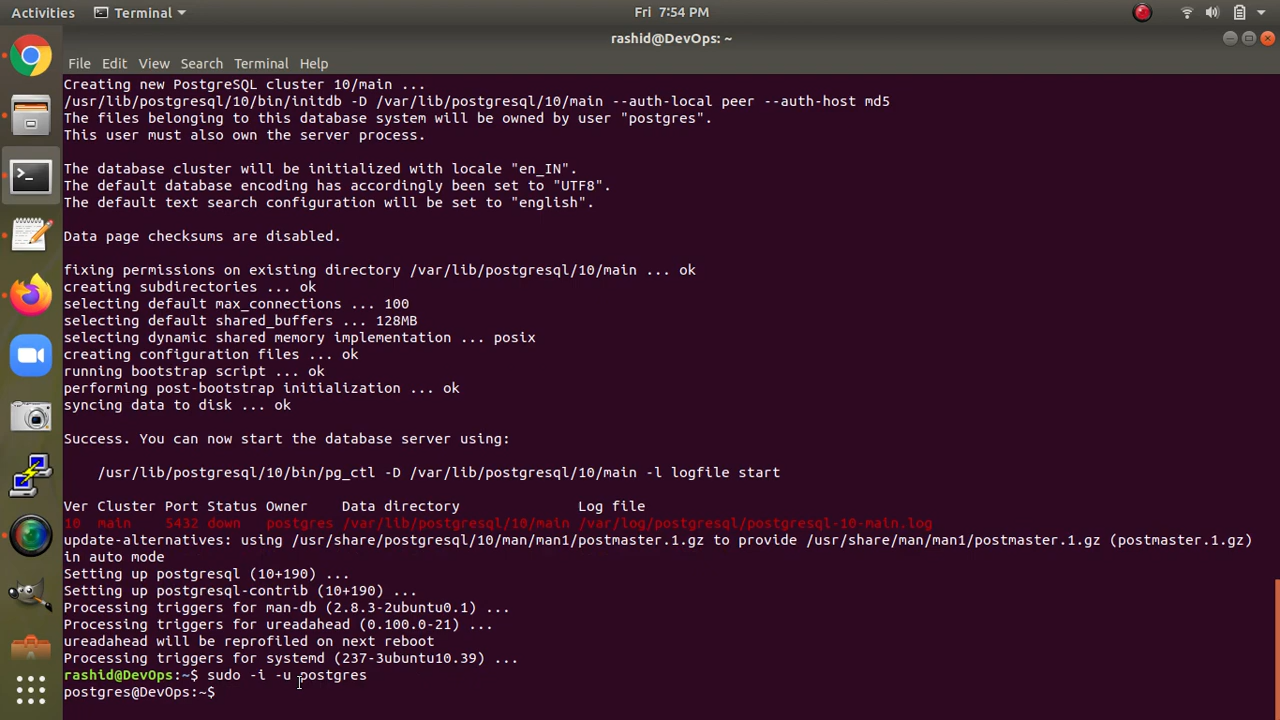 Activities Terminal Fri 7:54 PM
rashid@DevOps: ~
File Edit View Search Terminal Help
Creating new PostgreSQL cluster 10/main ...
/usr/lib/postgresql/10/bin/initdb -D /var/lib/postgresql/10/main --auth-local peer --auth-host md5
The files belonging to this database system will be owned by user "postgres".
This user must also own the server process.
The database cluster will be initialized with locale "en_IN".
The default database encoding has accordingly been set to "UTF8".
The default text search configuration will be set to "english".
Data page checksums are disabled.
fixing permissions on existing directory /var/lib/postgresql/10/main ... ok
creating subdirectories ... ok
selecting default max_connections ... 100
selecting default shared_buffers ... 128MB
selecting dynamic shared memory implementation ... posix
creating configuration files ... ok
running bootstrap script ... ok
performing post-bootstrap initialization ... ok
syncing data to disk ... ok
Success. You can now start the database server using:
/usr/lib/postgresql/10/bin/pg_ctl -D /var/lib/postgresql/10/main -l logfile start
Ver Cluster Port Status Owner Data directory Log file
10 main 5432 down postgres /var/lib/postgresql/10/main /var/log/postgresql/postgresql-10-main.log
update-alternatives: using /usr/share/postgresql/10/man/man1/postmaster.1.gz to provide /usr/share/man/man1/postmaster.1.gz (postmaster.1.gz)
in auto mode
Setting up postgresql (10+190) ...
Setting up postgresql-contrib (10+190) ...
Processing triggers for man-db (2.8.3-2ubuntu0.1) ...
Processing triggers for ureadahead (0.100.0-21) ...
ureadahead will be reprofiled on next reboot
Processing triggers for systemd (237-3ubuntu10.39) ...
rashid@DevOps:~$ sudo -i -u postgres
postgres@DevOps:~$